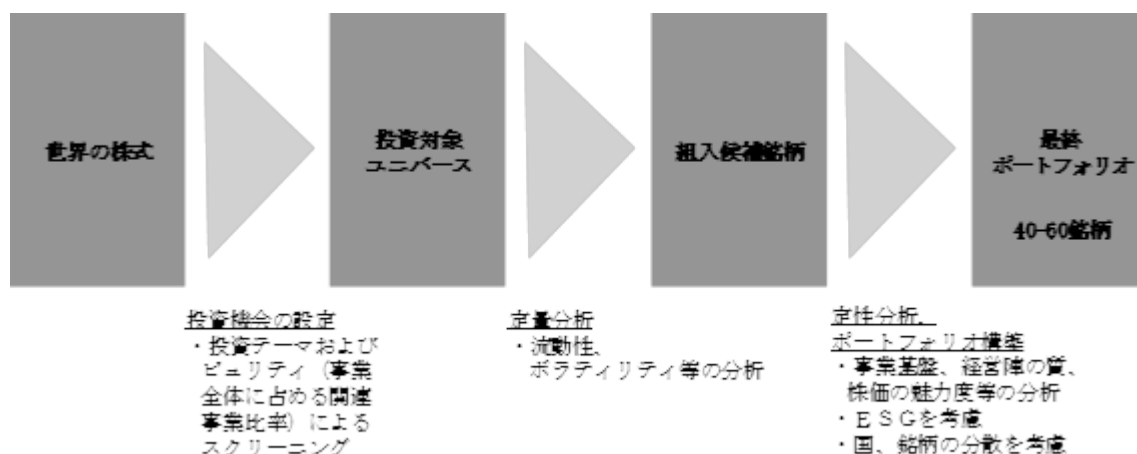 世界の株式
投資対象
ユニバース
組入候補銘柄
最終
ポートフォリオ
40-60銘柄
投資機会の設定
・投資テーマおよび
ピュリティ（事業
全体に占める関連
事業比率）による
スクリーニング
定量分析
・流動性、
ボラティリティ等の分析
定性分析、
ポートフォリオ構築
・事業基盤、経営陣の質、
株価の魅力度等の分析
・ＥＳＧを考慮
・国、銘柄の分散を考慮